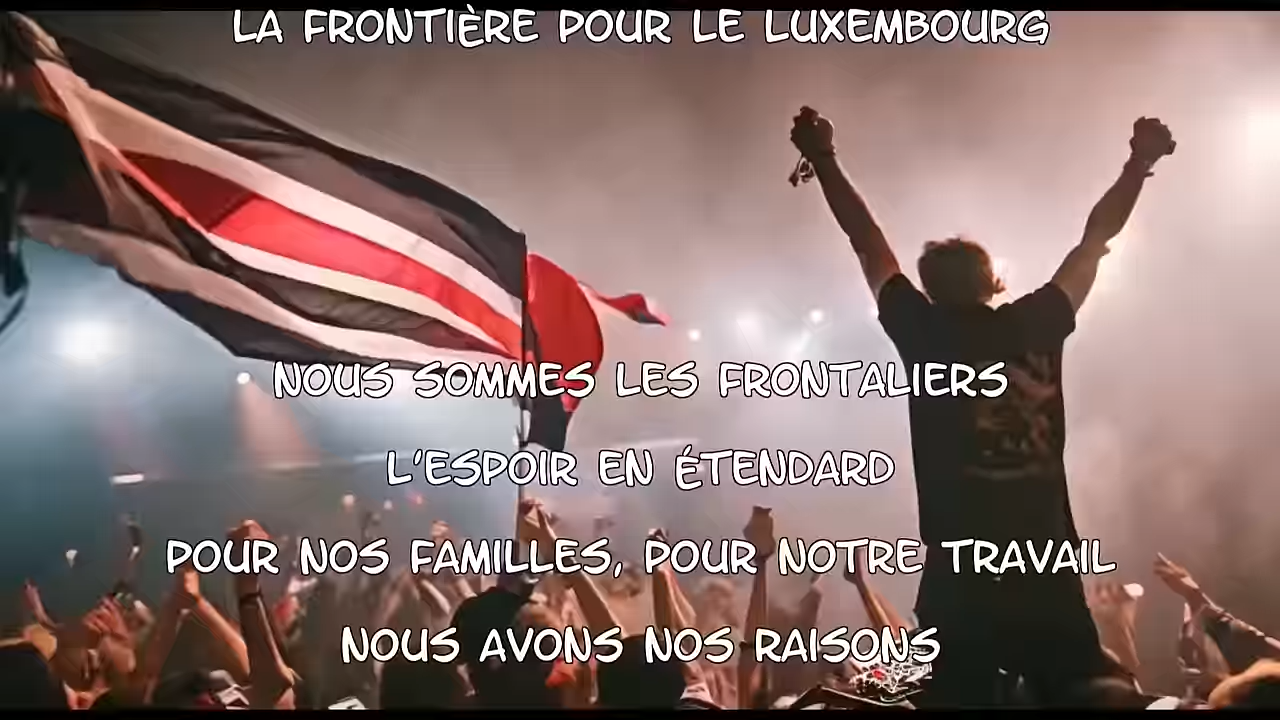 LA FRONTIÈRE POUR LE LUXEMBOURG
NOUS SOMMES LES FRONTALIERS
L'ESPOIR EN ÉTENDARD
POUR NOS FAMILLES, POUR NOTRE TRAVAIL
NOUS AVONS NOS RAISONS